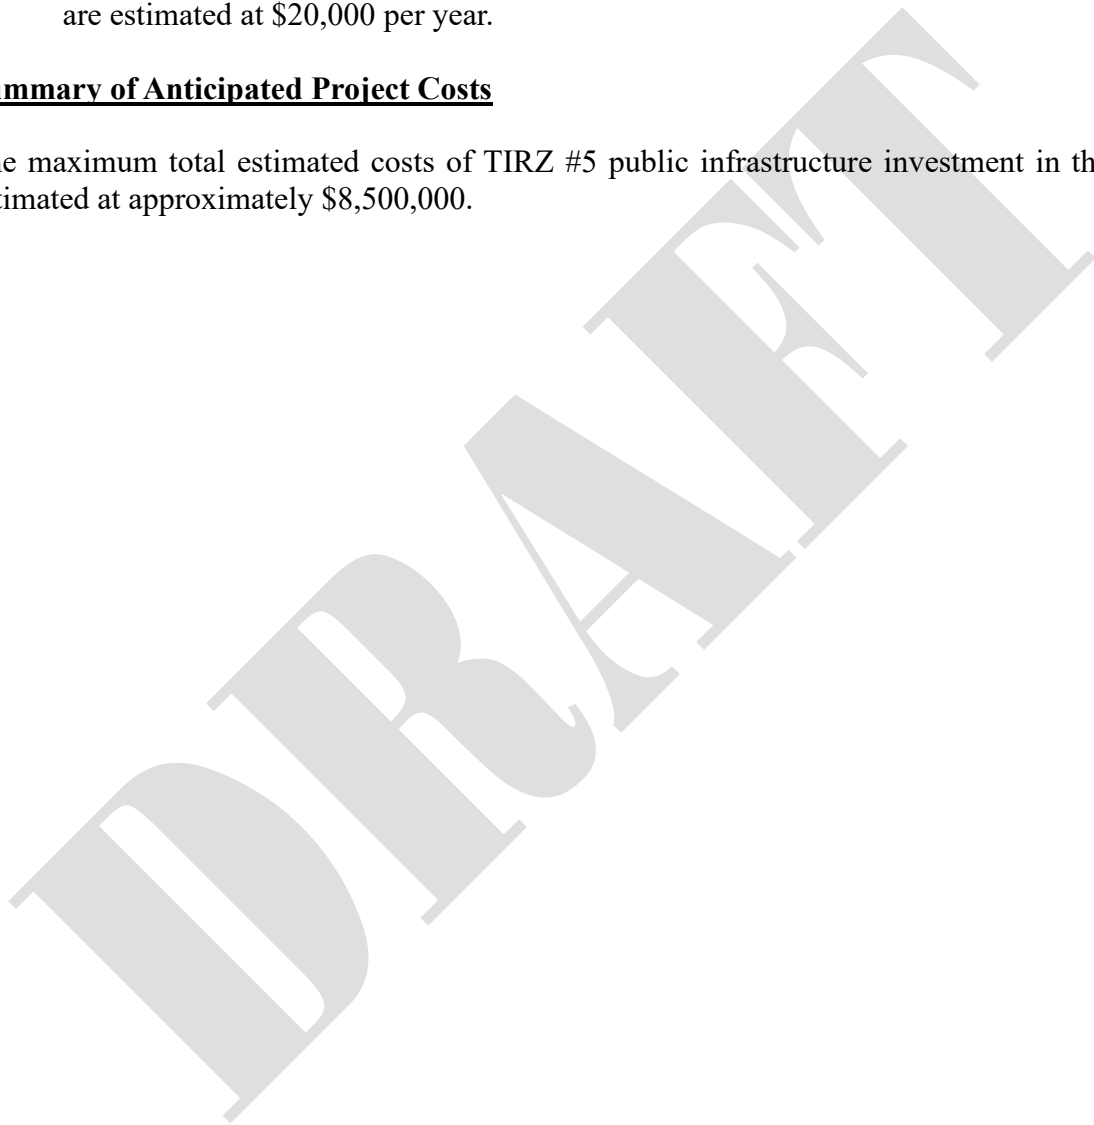 are estimated at $20,000 per year.
mmary of Anticipated Project Costs
e maximum total estimated costs of TIRZ #5 public infrastructure investment in th
timated at approximately $8,500,000.
DRAFT